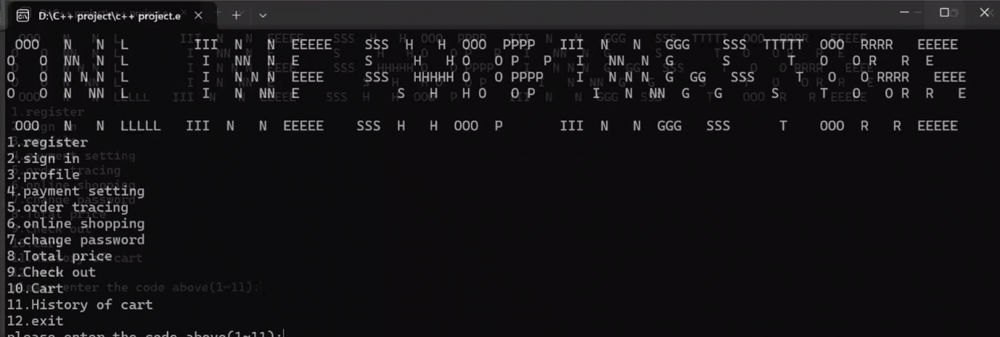 D:\C++ project\c++ project.e
OOO N N L III N N EEEEE SSS H H OOO PPPP III N N GGG SSS TTTTT OOO RRRR EEEEE
O O NN N L I NN N E S H H O O P P I NN N G S T O O R R E
O O N N N L I N N N EEEE SSS HHHHH O O PPPP I N N N G GG SSS T O O RRRR EEEE
O O N NN L I N NN E S H H O O P I N NN G G S T O O R R E
OOO N N LLLLL III N N EEEEE SSS H H OOO P III N N GGG SSS T OOO R R EEEEE
1.register
2.sign in
3.profile
4.payment setting
5.order tracing
6.online shopping
7.change password
8.Total price
9.Check out
10.Cart
11.History of cart
12.exit
please enter the code above(1~11):